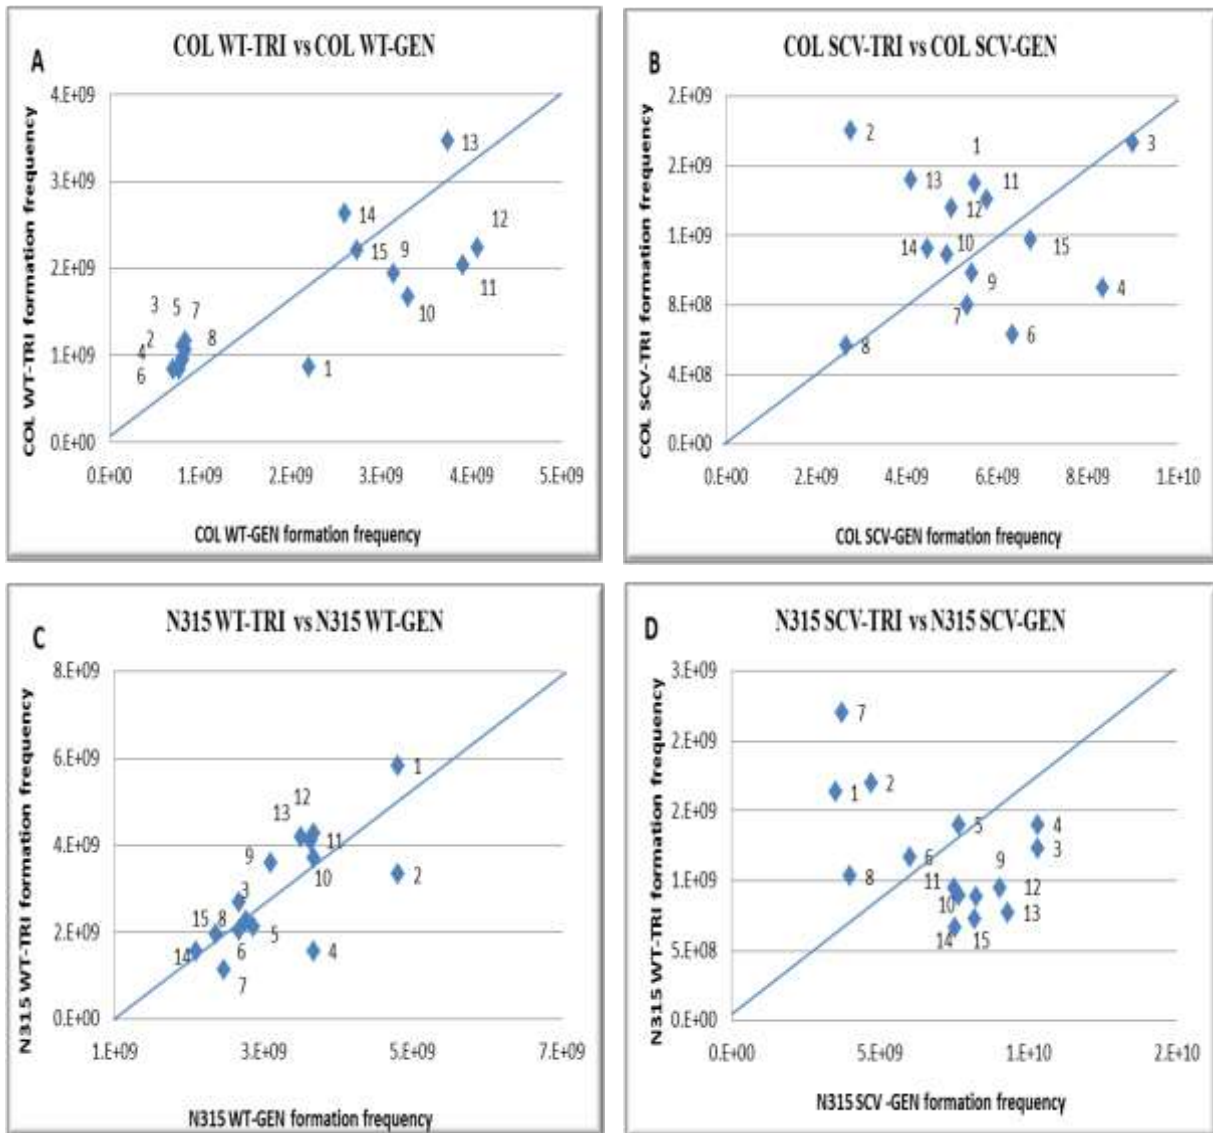 A
COL WT-TRI vs COL WT-GEN
COL WT-TRI formation frequency
4.E+09
3.E+09
2.E+09
1.E+09
0.E+00
13
14
12
15
9
11
10
3
5
7
2
8
4
6
1
0.E+00
1.E+09
2.E+09
3.E+09
4.E+09
5.E+09
COL WT-GEN formation frequency
B
COL SCV-TRI vs COL SCV-GEN
COL SCV-TRI formation frequency
2.E+09
2.E+09
1.E+09
8.E+08
4.E+08
0.E+00
2
1
3
13
11
12
14
10
15
9
4
7
6
8
0.E+00
2.E+09
4.E+09
6.E+09
8.E+09
1.E+10
COL SCV-GEN formation frequency
C
N315 WT-TRI vs N315 WT-GEN
N315 WT-TRI formation frequency
8.E+09
6.E+09
4.E+09
2.E+09
0.E+00
1
12
13
11
9
10
2
3
15
8
5
6
4
14
7
1.E+09
3.E+09
5.E+09
7.E+09
N315 WT-GEN formation frequency
D
N315 SCV-TRI vs N315 SCV-GEN
N315 WT-TRI formation frequency
3.E+09
2.E+09
2.E+09
1.E+09
5.E+08
0.E+00
7
2
1
5
4
3
6
9
8
11
12
10
13
14
15
0.E+00
5.E+09
1.E+10
2.E+10
N315 SCV -GEN formation frequency